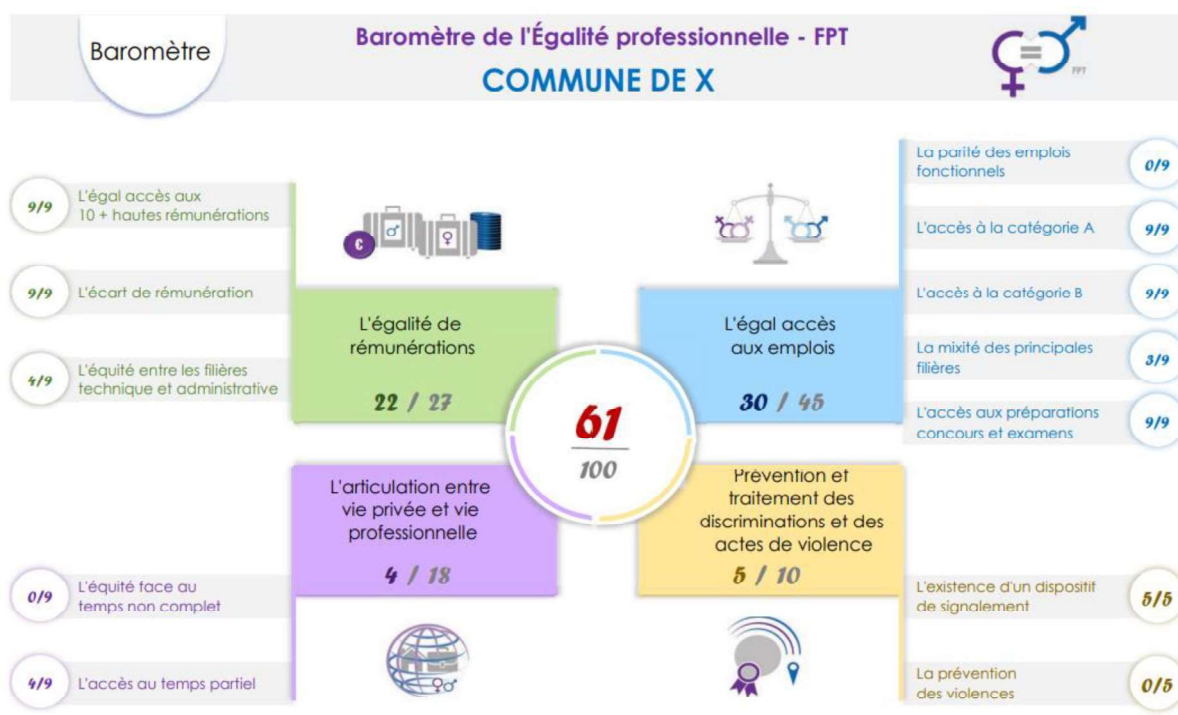 Baromètre
Baromètre de l'Égalité professionnelle - FPT
COMMUNE DE X
FPT
9/9
L'égal accès aux
10 + hautes rémunérations
9/9
L'écart de rémunération
4/9
L'équité entre les filières
technique et administrative
€
L'égalité de
rémunérations
22 / 27
L'égal accès
aux emplois
30 / 45
La parité des emplois
fonctionnels
0/9
L'accès à la catégorie A
9/9
L'accès à la catégorie B
9/9
La mixité des principales
filières
3/9
L'accès aux préparations
concours et examens
9/9
61
100
L'articulation entre
vie privée et vie
professionnelle
4 / 18
Prévention et
traitement des
discriminations et des
actes de violence
5 / 10
0/9
L'équité face au
temps non complet
4/9
L'accès au temps partiel
L'existence d'un dispositif
de signalement
5/5
La prévention
des violences
0/5